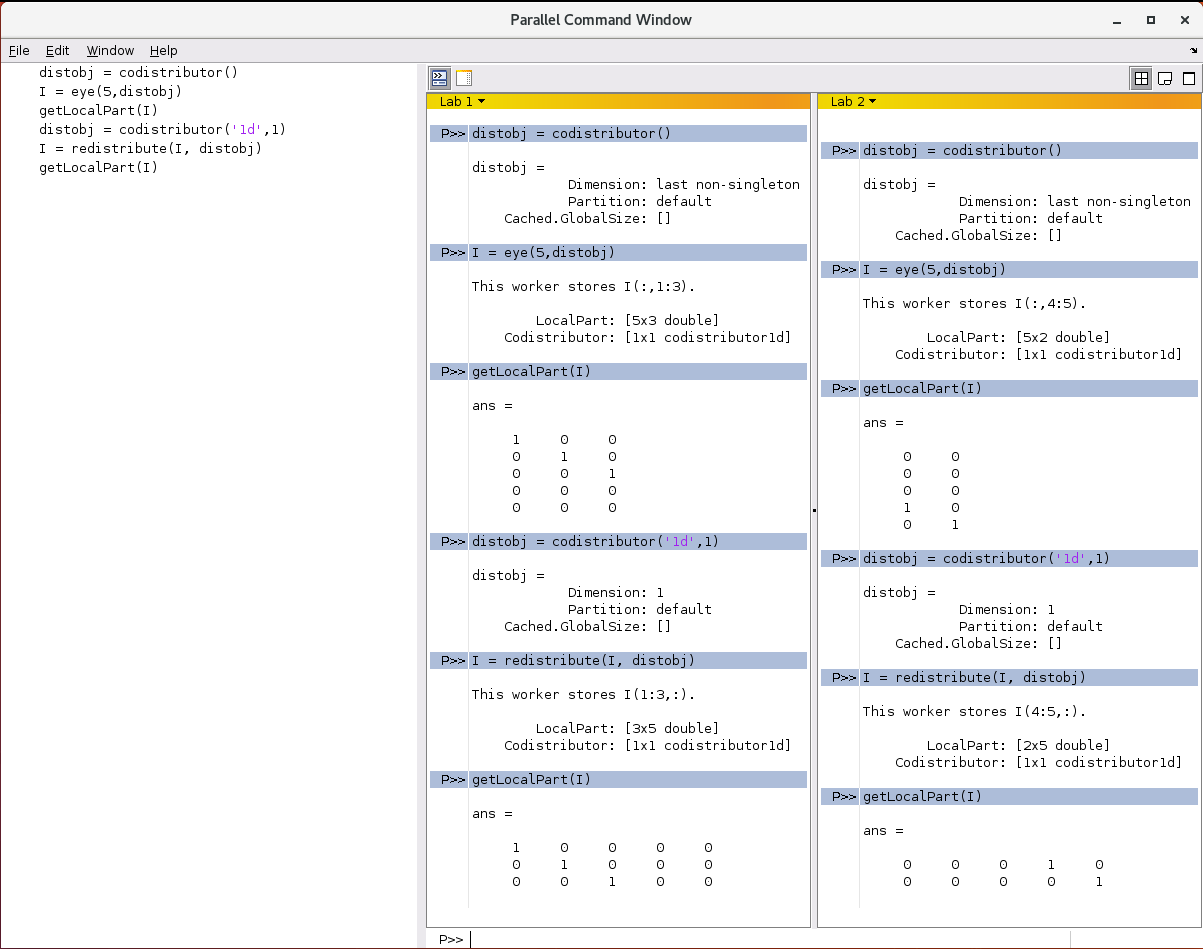 Parallel Command Window
File Edit Window Help
distobj = codistributor()
I = eye(5,distobj)
getLocalPart(I)
distobj = codistributor('1d',1)
I = redistribute(I, distobj)
getLocalPart(I)
Lab 1
P>> distobj = codistributor()
distobj =
Dimension: last non-singleton
Partition: default
Cached.GlobalSize: []
P>> I = eye(5,distobj)
This worker stores I(:,1:3).
LocalPart: [5x3 double]
Codistributor: [1x1 codistributor1d]
P>> getLocalPart(I)
ans =
1 0 0
0 1 0
0 0 1
0 0 0
0 0 0
P>> distobj = codistributor('1d',1)
distobj =
Dimension: 1
Partition: default
Cached.GlobalSize: []
P>> I = redistribute(I, distobj)
This worker stores I(1:3,:).
LocalPart: [3x5 double]
Codistributor: [1x1 codistributor1d]
P>> getLocalPart(I)
ans =
1 0 0 0 0
0 1 0 0 0
0 0 1 0 0
Lab 2
P>> distobj = codistributor()
distobj =
Dimension: last non-singleton
Partition: default
Cached.GlobalSize: []
P>> I = eye(5,distobj)
This worker stores I(:,4:5).
LocalPart: [5x2 double]
Codistributor: [1x1 codistributor1d]
P>> getLocalPart(I)
ans =
0 0
0 0
0 0
1 0
0 1
P>> distobj = codistributor('1d',1)
distobj =
Dimension: 1
Partition: default
Cached.GlobalSize: []
P>> I = redistribute(I, distobj)
This worker stores I(4:5,:).
LocalPart: [2x5 double]
Codistributor: [1x1 codistributor1d]
P>> getLocalPart(I)
ans =
0 0 0 1 0
0 0 0 0 1
P>>